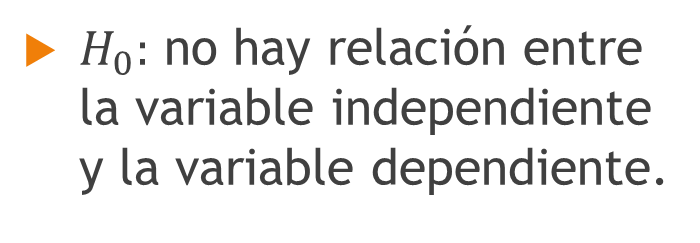 H₀: no hay relación entre
la variable independiente
y la variable dependiente.